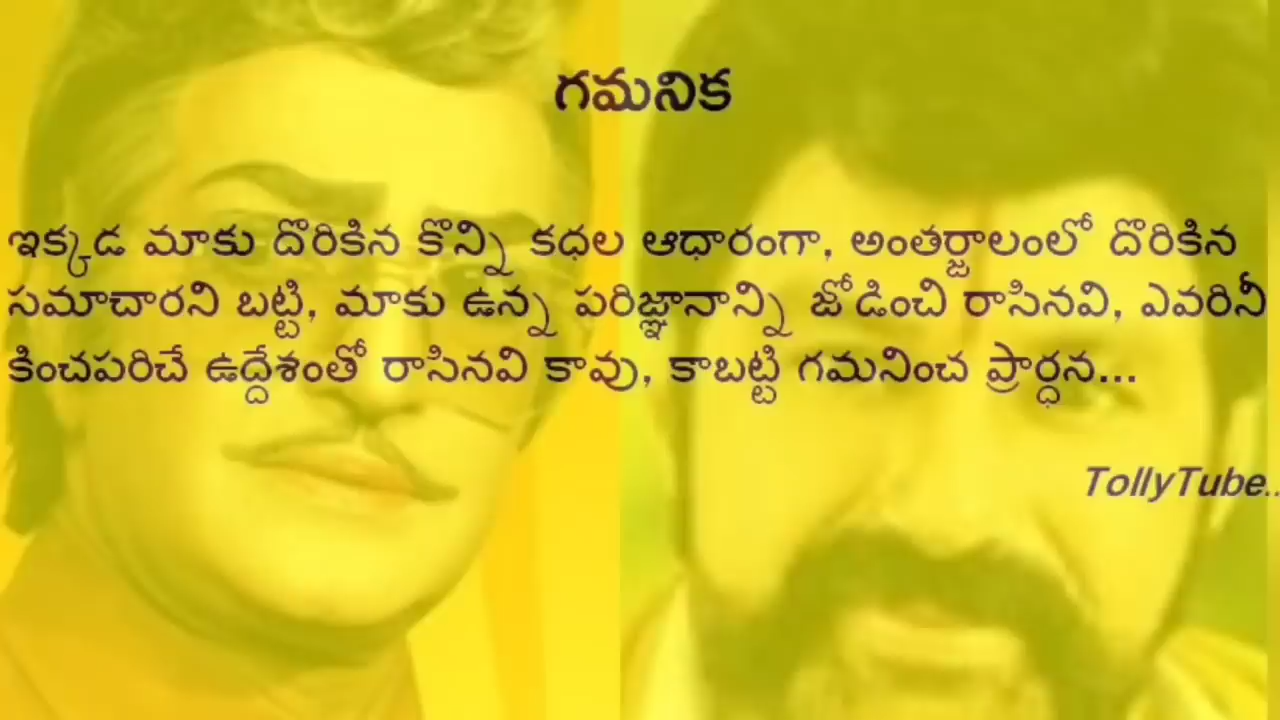 గమనిక
ఇక్కడ మాకు దొరికిన కొన్ని కధల ఆధారంగా, అంతర్జాలంలో దొరికిన
సమాచారని బట్టి, మాకు ఉన్న పరిజ్ఞానాన్ని జోడించి రాసినవి, ఎవరినీ
కించపరిచే ఉద్దేశంతో రాసినవి కావు, కాబట్టి గమనించ ప్రార్ధన...
TollyTube..